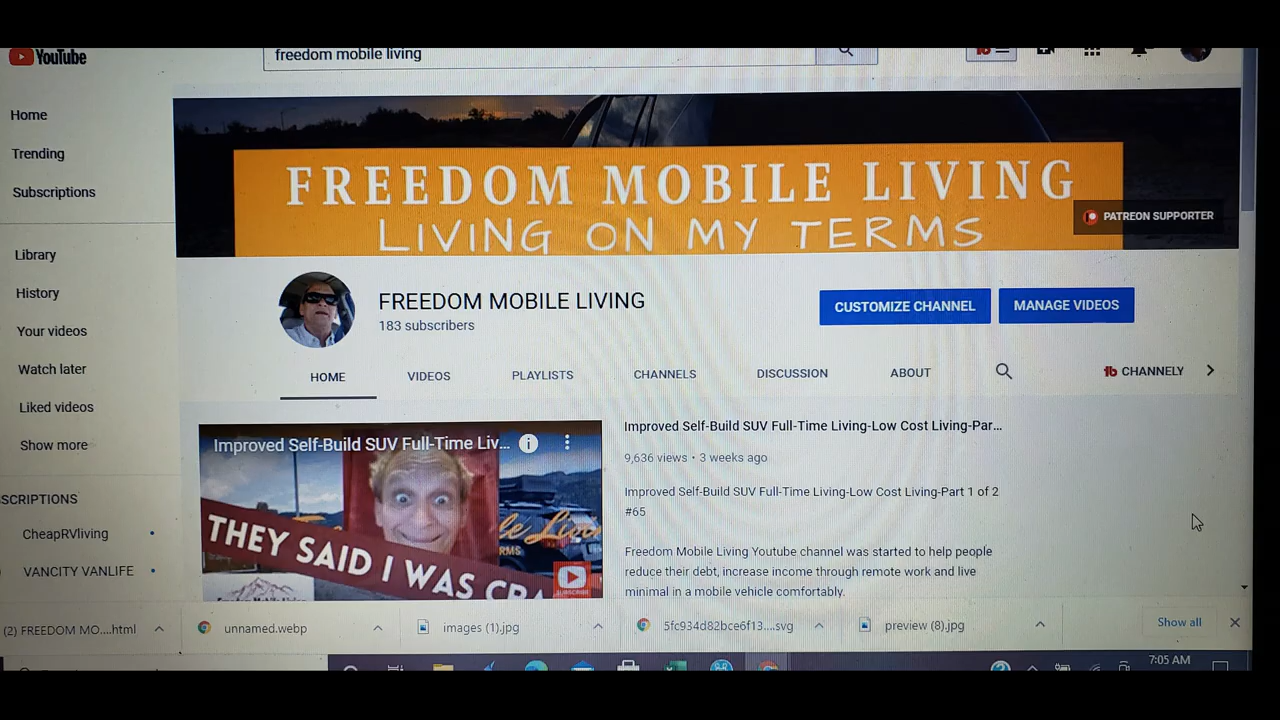 YouTube
freedom mobile living
Home
Trending
Subscriptions
Library
History
Your videos
Watch later
Liked videos
Show more
SCRIPTIONS
CheapRVliving
VANCITY VANLIFE
FREEDOM MOBILE LIVING
LIVING ON MY TERMS
PATREON SUPPORTER
FREEDOM MOBILE LIVING
183 subscribers
CUSTOMIZE CHANNEL
MANAGE VIDEOS
HOME
VIDEOS
PLAYLISTS
CHANNELS
DISCUSSION
ABOUT
CHANNELY
Improved Self-Build SUV Full-Time Liv...
THEY SAID I WAS CRA
le Livi
RMS
SUBSCRIBE
Freedom Mobile Living
Improved Self-Build SUV Full-Time Living-Low Cost Living-Par...
9,636 views • 3 weeks ago
Improved Self-Build SUV Full-Time Living-Low Cost Living-Part 1 of 2
#65
Freedom Mobile Living Youtube channel was started to help people
reduce their debt, increase income through remote work and live
minimal in a mobile vehicle comfortably.
(2) FREEDOM MO....html
unnamed.webp
images (1).jpg
5fc934d82bce6f13....svg
preview (8).jpg
Show all
7:05 AM